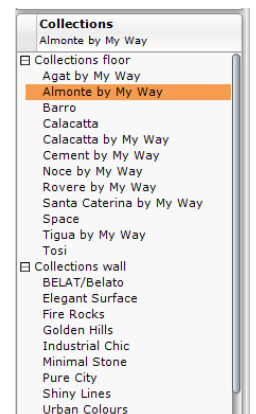 Collections
Almonte by My Way
Collections floor
Agat by My Way
Almonte by My Way
Barro
Calacatta
Calacatta by My Way
Cement by My Way
Noce by My Way
Rovere by My Way
Santa Caterina by My Way
Space
Tigua by My Way
Tosi
Collections wall
BELAT/Belato
Elegant Surface
Fire Rocks
Golden Hills
Industrial Chic
Minimal Stone
Pure City
Shiny Lines
Urban Colours